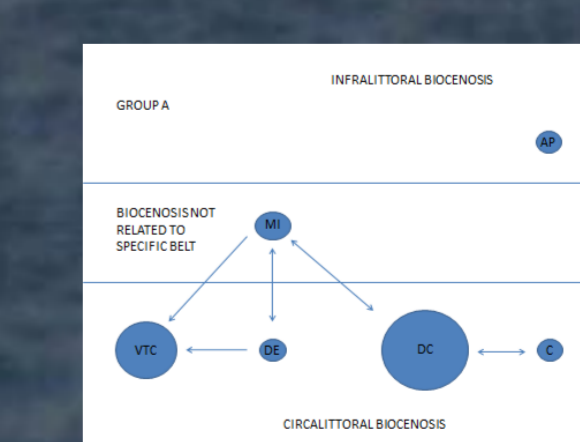 INFRALITTORAL BIOCENOSIS
GROUP A
AP
BIOCENOSIS NOT
RELATED TO
SPECIFIC BELT
MI
VTC
DE
DC
C
CIRCALITTORAL BIOCENOSIS